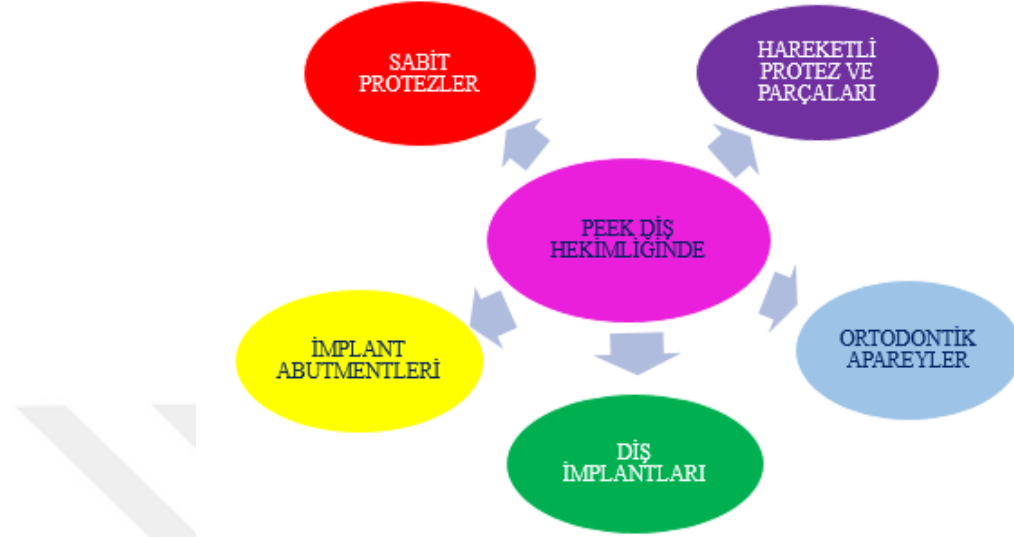 SABİT
PROTEZLER
HAREKETLİ
PROTEZ VE
PARÇALARI
PEEK DİŞ
HEKİMLİĞİNDE
İMPLANT
ABUTMENTLERİ
ORTODONTİK
APAREYLER
DİŞ
İMPLANTLARI